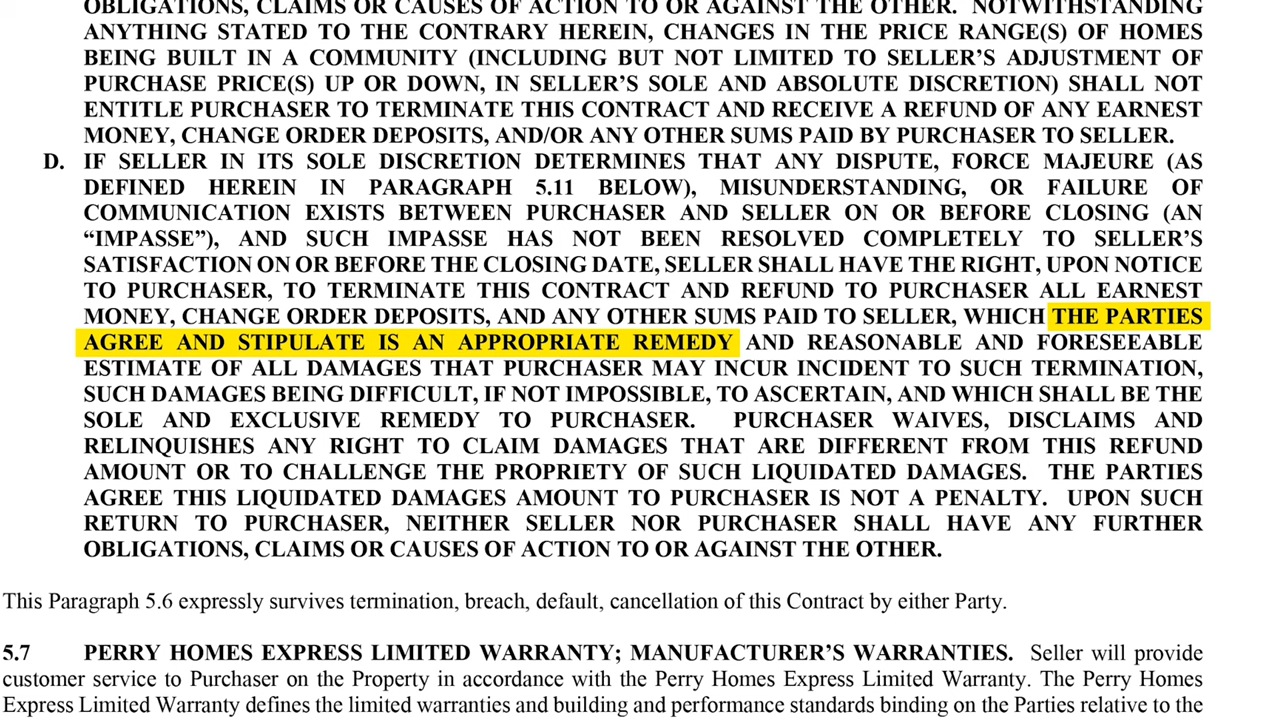 OBLIGATIONS, CLAIMS OR CAUSES OF ACTION TO OR AGAINST THE OTHER. NOTWITHSTANDING
ANYTHING STATED TO THE CONTRARY HEREIN, CHANGES IN THE PRICE RANGE(S) OF HOMES
BEING BUILT IN A COMMUNITY (INCLUDING BUT NOT LIMITED TO SELLER’S ADJUSTMENT OF
PURCHASE PRICE(S) UP OR DOWN, IN SELLER’S SOLE AND ABSOLUTE DISCRETION) SHALL NOT
ENTITLE PURCHASER TO TERMINATE THIS CONTRACT AND RECEIVE A REFUND OF ANY EARNEST
MONEY, CHANGE ORDER DEPOSITS, AND/OR ANY OTHER SUMS PAID BY PURCHASER TO SELLER.
D. IF SELLER IN ITS SOLE DISCRETION DETERMINES THAT ANY DISPUTE, FORCE MAJEURE (AS
DEFINED HEREIN IN PARAGRAPH 5.11 BELOW), MISUNDERSTANDING, OR FAILURE OF
COMMUNICATION EXISTS BETWEEN PURCHASER AND SELLER ON OR BEFORE CLOSING (AN
“IMPASSE”), AND SUCH IMPASSE HAS NOT BEEN RESOLVED COMPLETELY TO SELLER’S
SATISFACTION ON OR BEFORE THE CLOSING DATE, SELLER SHALL HAVE THE RIGHT, UPON NOTICE
TO PURCHASER, TO TERMINATE THIS CONTRACT AND REFUND TO PURCHASER ALL EARNEST
MONEY, CHANGE ORDER DEPOSITS, AND ANY OTHER SUMS PAID TO SELLER, WHICH THE PARTIES
AGREE AND STIPULATE IS AN APPROPRIATE REMEDY AND REASONABLE AND FORESEEABLE
ESTIMATE OF ALL DAMAGES THAT PURCHASER MAY INCUR INCIDENT TO SUCH TERMINATION,
SUCH DAMAGES BEING DIFFICULT, IF NOT IMPOSSIBLE, TO ASCERTAIN, AND WHICH SHALL BE THE
SOLE AND EXCLUSIVE REMEDY TO PURCHASER. PURCHASER WAIVES, DISCLAIMS AND
RELINQUISHES ANY RIGHT TO CLAIM DAMAGES THAT ARE DIFFERENT FROM THIS REFUND
AMOUNT OR TO CHALLENGE THE PROPRIETY OF SUCH LIQUIDATED DAMAGES. THE PARTIES
AGREE THIS LIQUIDATED DAMAGES AMOUNT TO PURCHASER IS NOT A PENALTY. UPON SUCH
RETURN TO PURCHASER, NEITHER SELLER NOR PURCHASER SHALL HAVE ANY FURTHER
OBLIGATIONS, CLAIMS OR CAUSES OF ACTION TO OR AGAINST THE OTHER.
This Paragraph 5.6 expressly survives termination, breach, default, cancellation of this Contract by either Party.
5.7 PERRY HOMES EXPRESS LIMITED WARRANTY; MANUFACTURER’S WARRANTIES. Seller will provide
customer service to Purchaser on the Property in accordance with the Perry Homes Express Limited Warranty. The Perry Homes
Express Limited Warranty defines the limited warranties and building and performance standards binding on the Parties relative to the